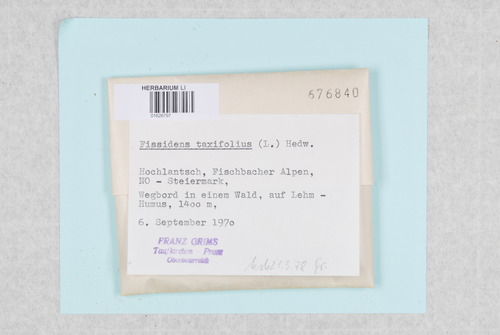 HERBARIUM LI
01626797
676840
Fissidens taxifolius (L.) Hedw.
Hochlantsch, Fischbacher Alpen,
NO - Steiermark,
Wegbord in einem Wald, auf Lehm -
Humus, 14oo m,
6. September 197o
FRANZ GRIMS
Taufkirchen Pram
Oberösterreich